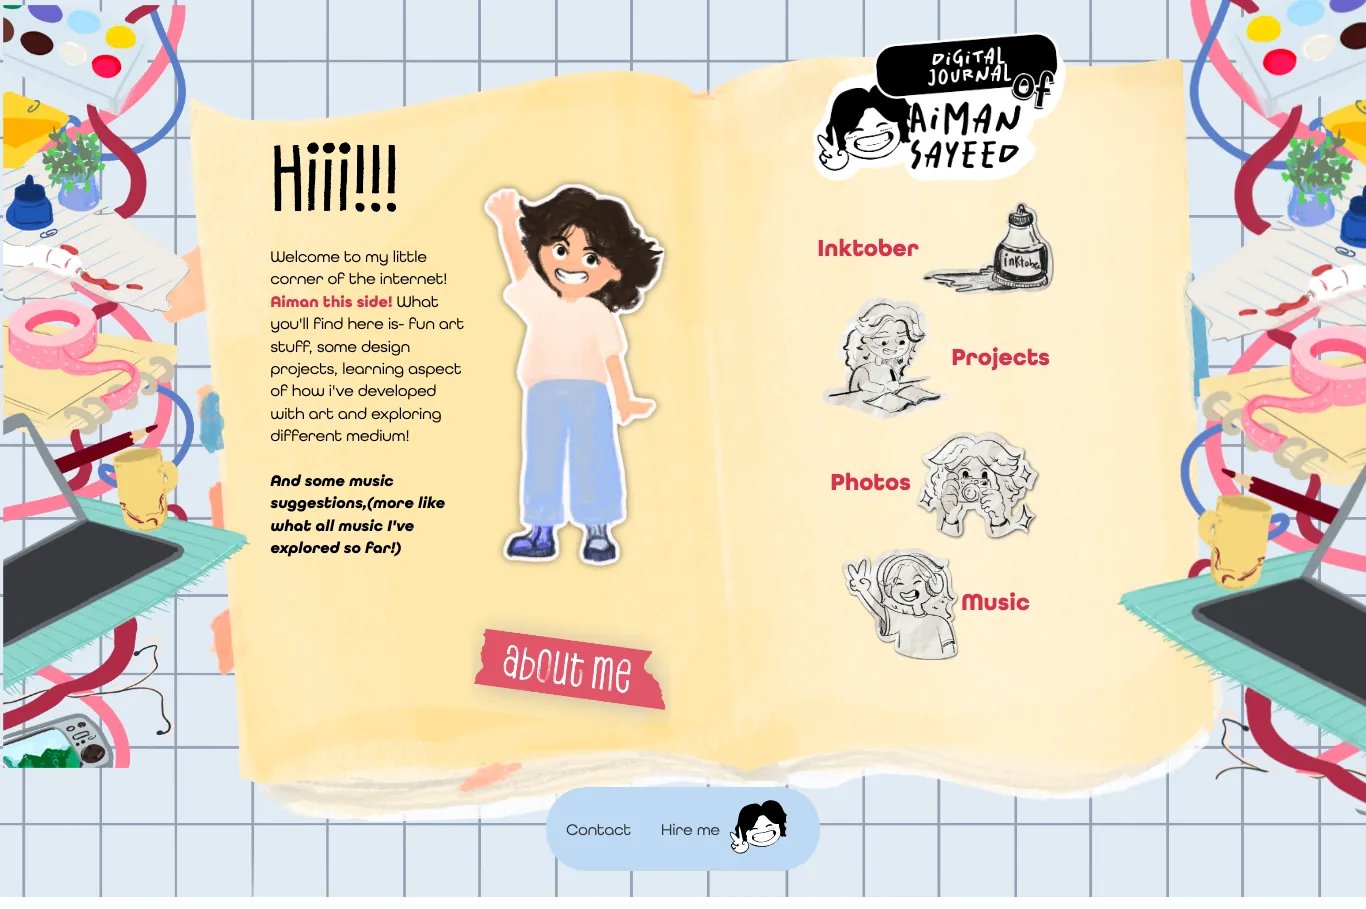 Hiii!!!
Welcome to my little
corner of the internet!
Aiman this side! What
you'll find here is- fun art
stuff, some design
projects, learning aspect
of how i've developed
with art and exploring
different medium!
And some music
suggestions,(more like
what all music I've
explored so far!)
about me
DiGiTAL
JOURNAL
of
AiMAN
SAYEED
Inktober
inktobe
Projects
Photos
Music
Contact
Hire me